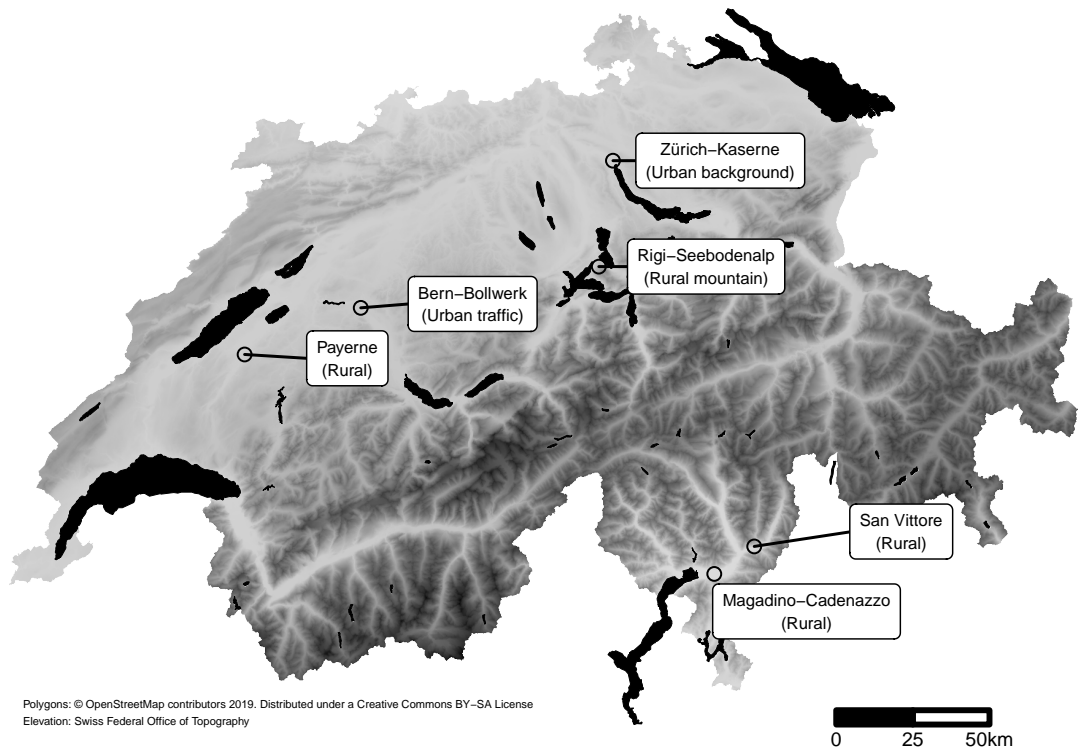 Zürich−Kaserne
(Urban background)
Rigi−Seebodenalp
(Rural mountain)
Bern−Bollwerk
(Urban traffic)
Payerne
(Rural)
San Vittore
(Rural)
Magadino−Cadenazzo
(Rural)
Polygons: © OpenStreetMap contributors 2019. Distributed under a Creative Commons BY−SA License
Elevation: Swiss Federal Office of Topography
0 25 50km